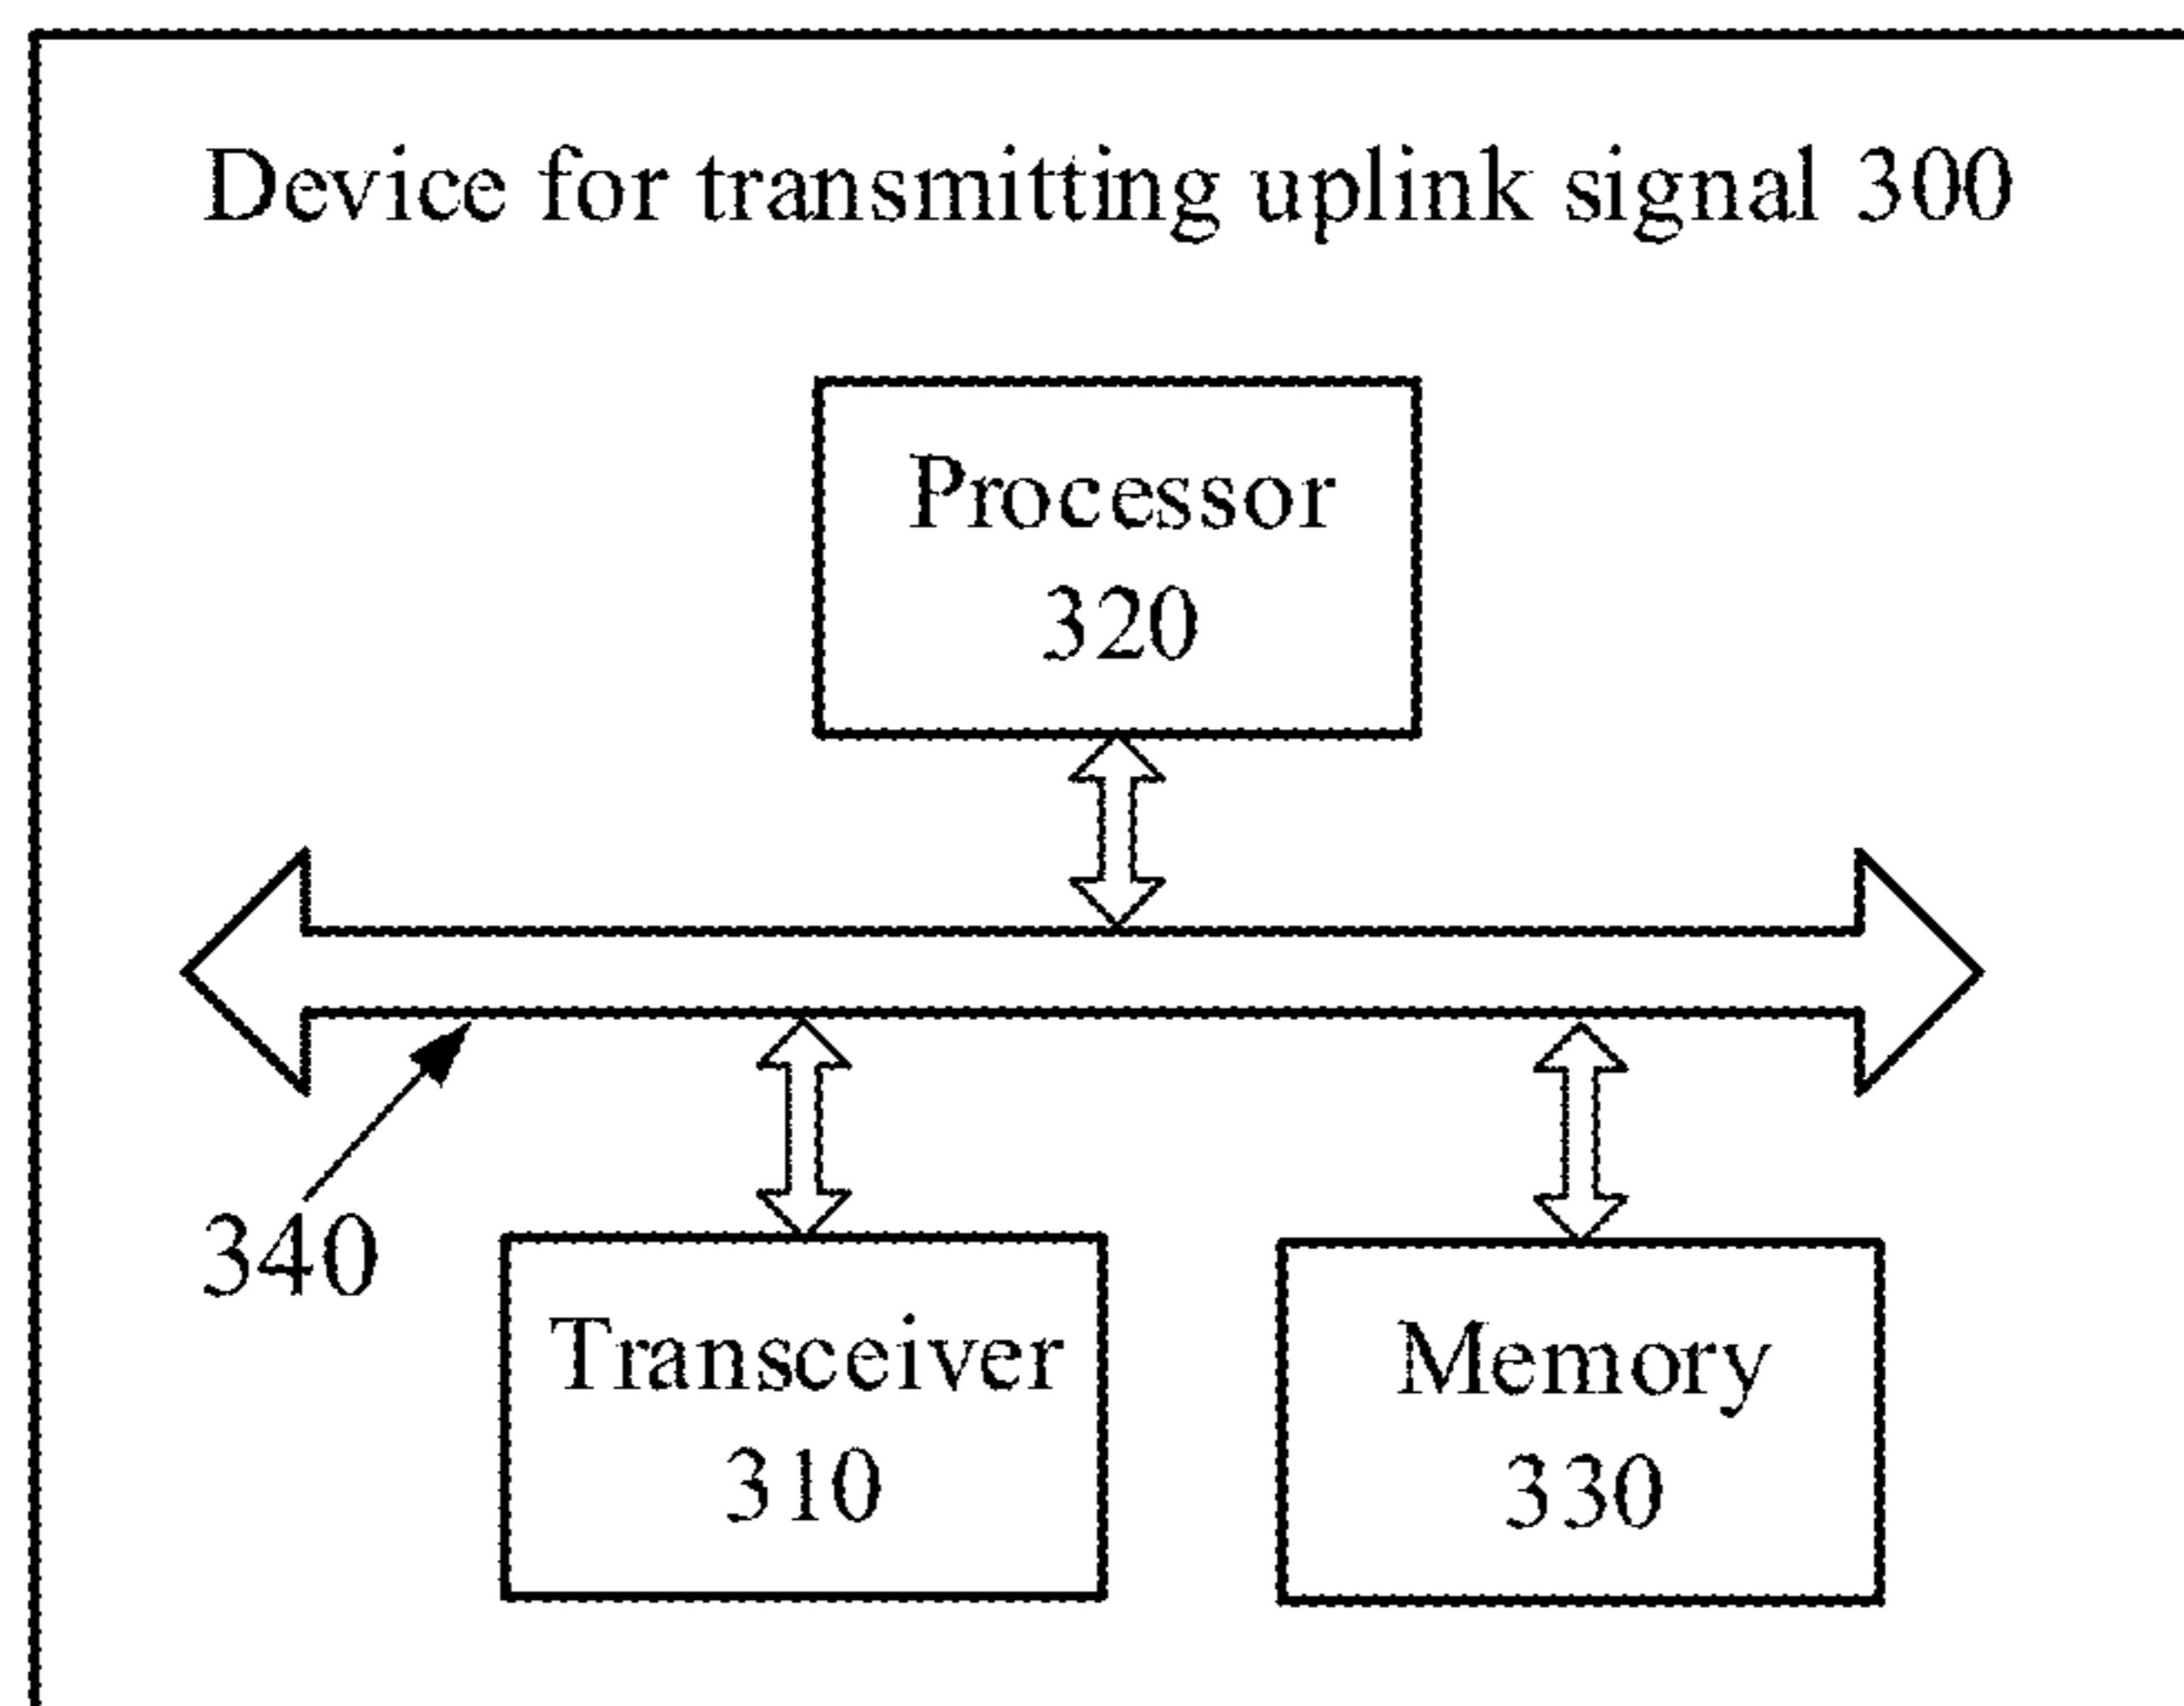 Device for transmitting uplink signal 300
Processor
320
340
Transceiver
310
Memory
330